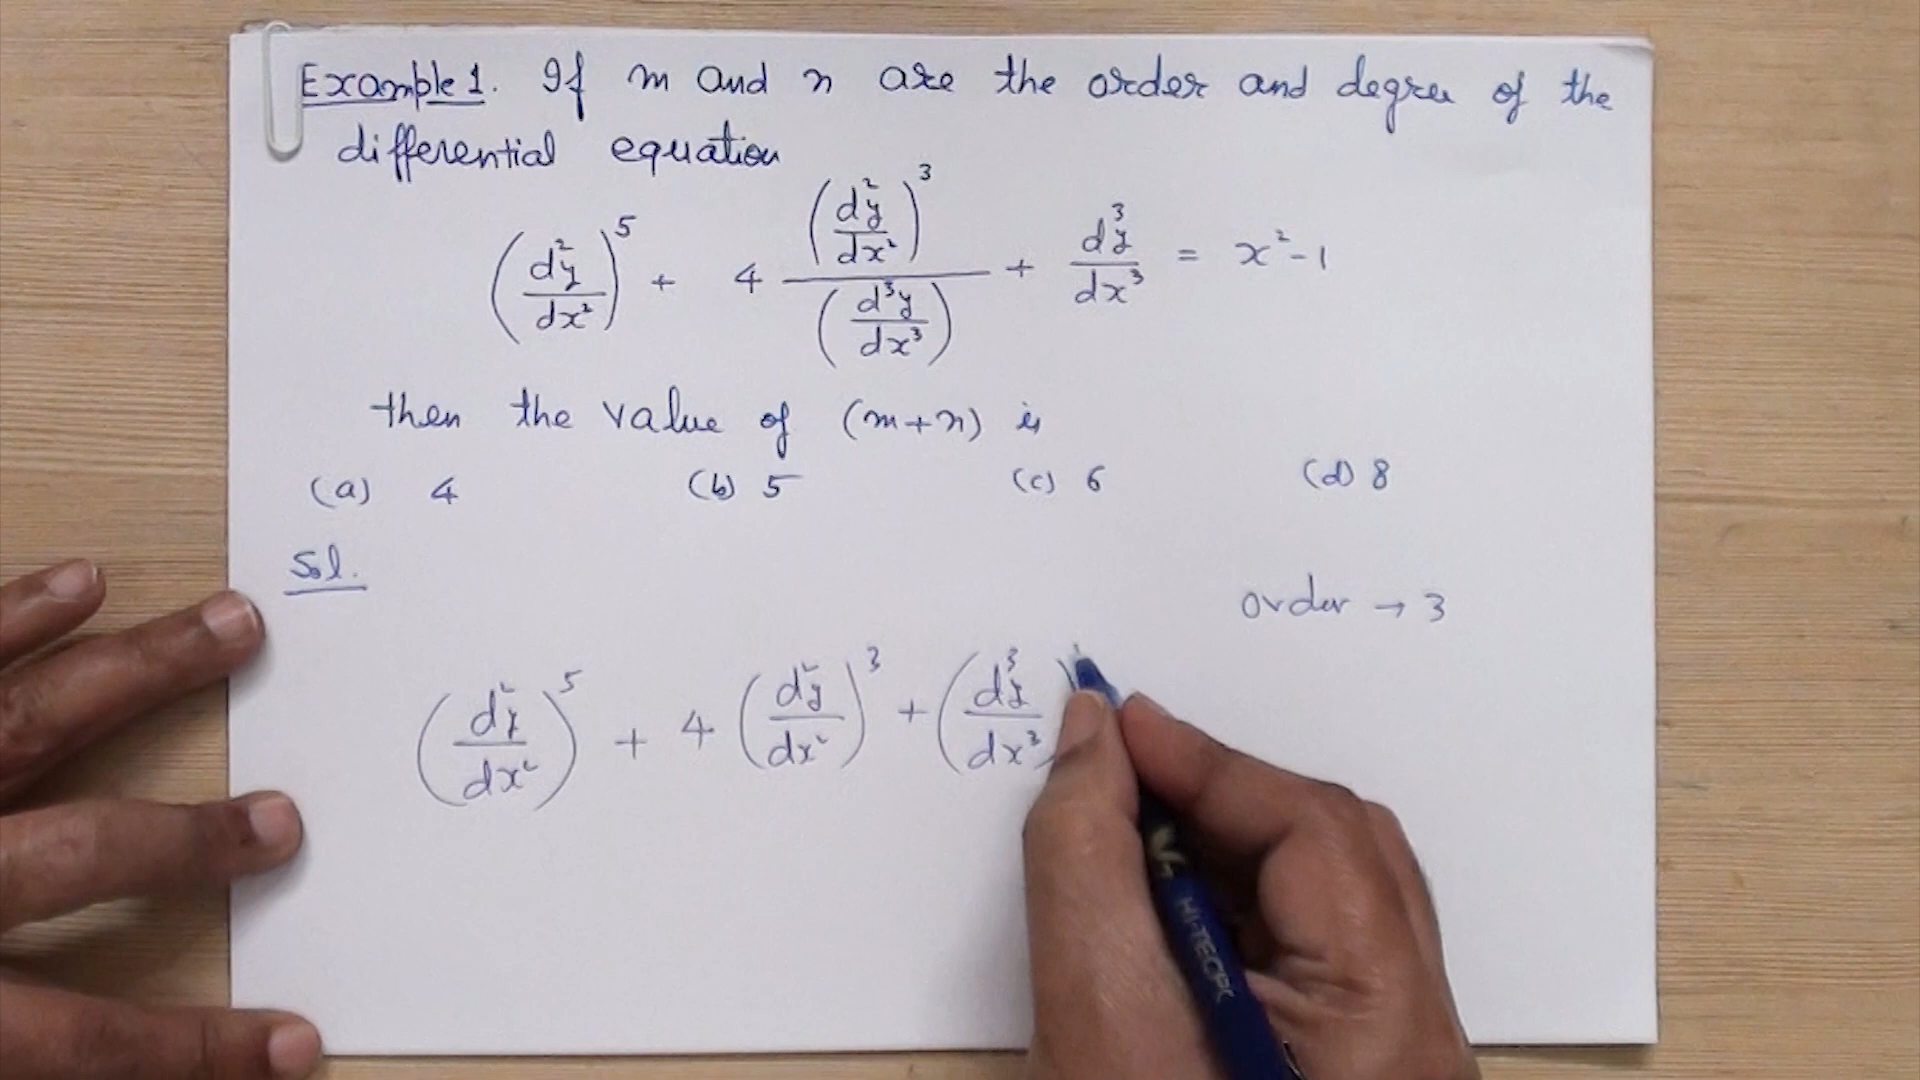 Example 1. If m and n are the order and degree of the
differential equation
(d²y/dx²)⁵ + 4 (d²y/dx²)³/(d³y/dx³) + d³y/dx³ = x² - 1
then the value of (m+n) is
(a) 4 (b) 5 (c) 6 (d) 8
Sol.
order → 3
(d²y/dx²)⁵ + 4 (d²y/dx²)³ + (d³y/dx³)
HI-TECPOINT